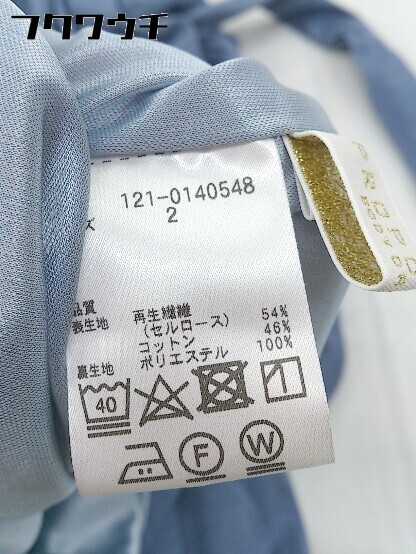 フクワウチ
121-0140548
ズ 2
品質
表生地 再生繊維 54%
(セルロース)
コットン 46%
裏生地 ポリエステル 100%
40
1
F W